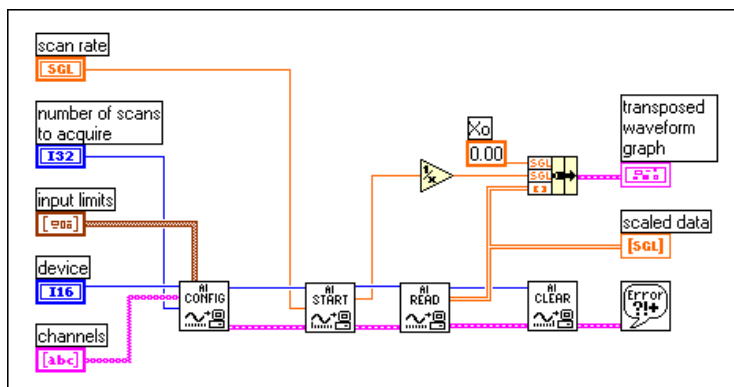 scan rate
SGL
number of scans
to acquire
I32
input limits
device
I16
channels
[abc]
AI
CONFIG
AI
START
AI
READ
AI
CLEAR
1/x
Xo
0.00
SGL
SGL
transposed
waveform
graph
scaled data
[SGL]
Error
?!+